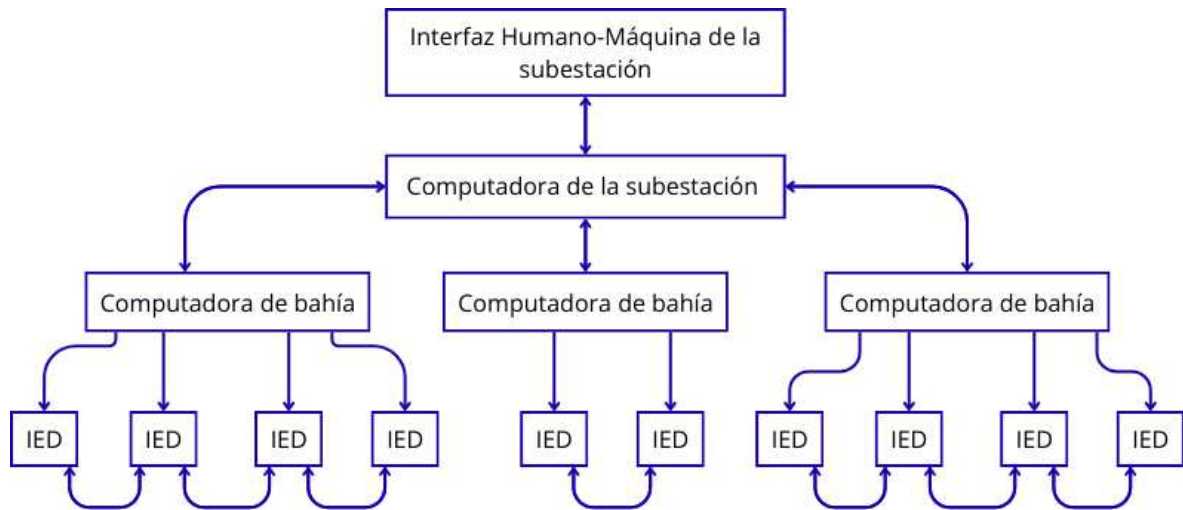 Interfaz Humano-Máquina de la
subestación
Computadora de la subestación
Computadora de bahía
Computadora de bahía
Computadora de bahía
IED
IED
IED
IED
IED
IED
IED
IED
IED
IED